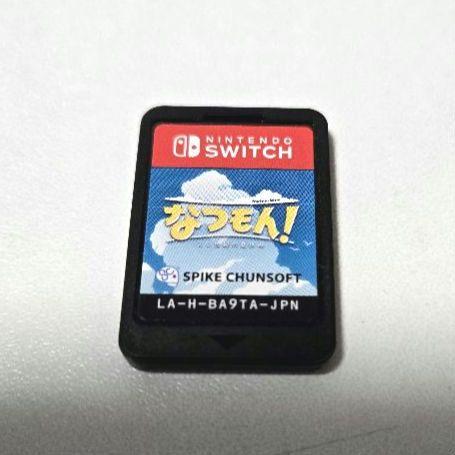 NINTENDO
SWITCH
Natsu-Mon
なつもん!
SPIKE CHUNSOFT
LA-H-BA9TA-JPN